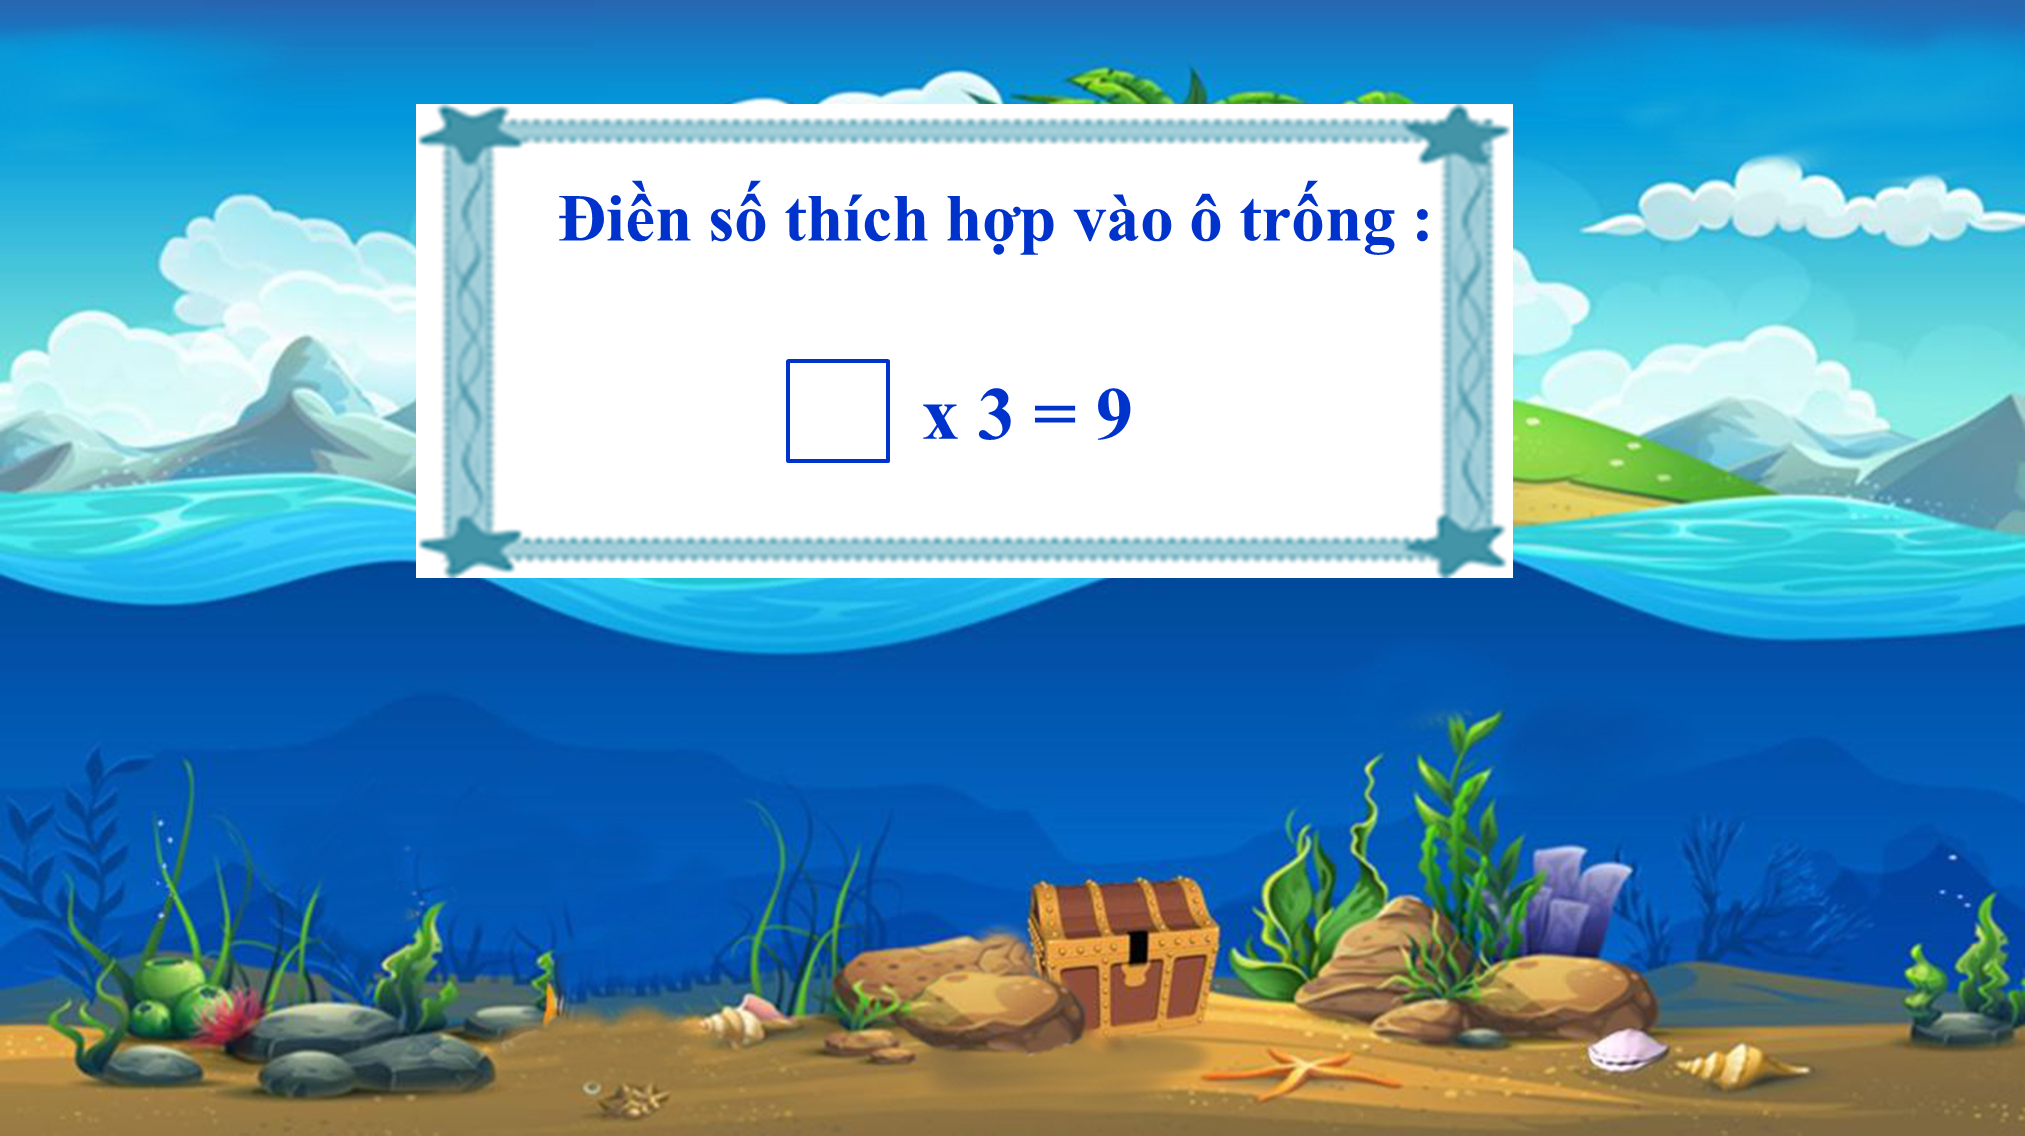 Điền số thích hợp vào ô trống :
x 3 = 9